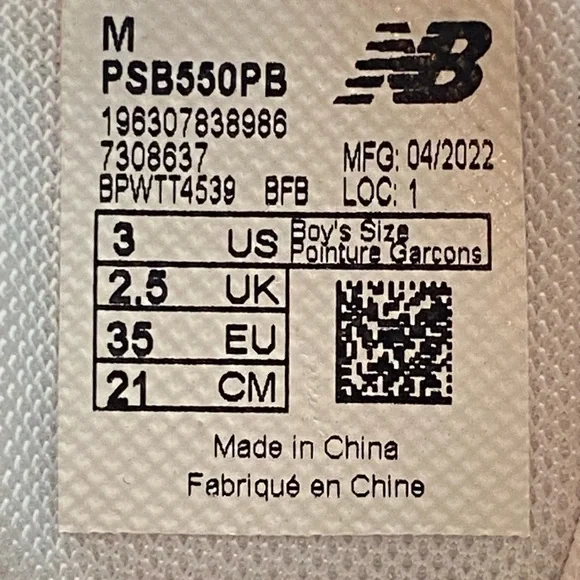 M
PSB550PB
NB
196307838986
7308637 MFG: 04/2022
BPWTT4539 BFB LOC: 1
3 US Boy's Size
Pointure Garcons
2.5 UK
35 EU
21 CM
Made in China
Fabriqué en Chine